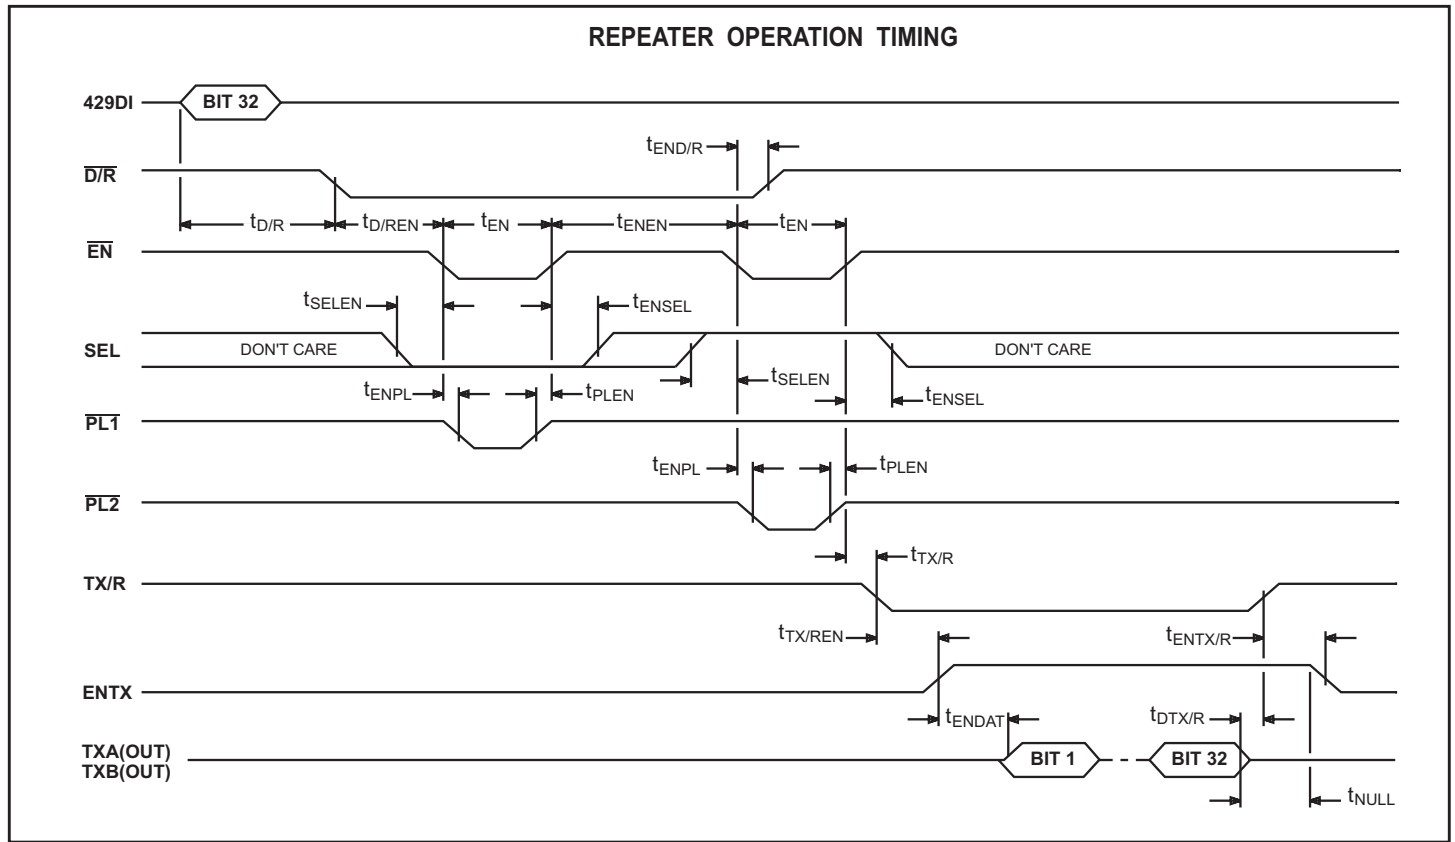 REPEATER OPERATION TIMING
429DI
BIT 32
tEND/R
D/R
tD/R
tD/REN
tEN
tENEN
tEN
EN
tSELEN
tENSEL
SEL
DON'T CARE
DON'T CARE
tSELEN
tENPL
tPLEN
tENSEL
PL1
tENPL
tPLEN
PL2
tTX/R
TX/R
tTX/REN
tENTX/R
ENTX
tENDAT
tDTX/R
TXA(OUT)
TXB(OUT)
BIT 1
BIT 32
tNULL